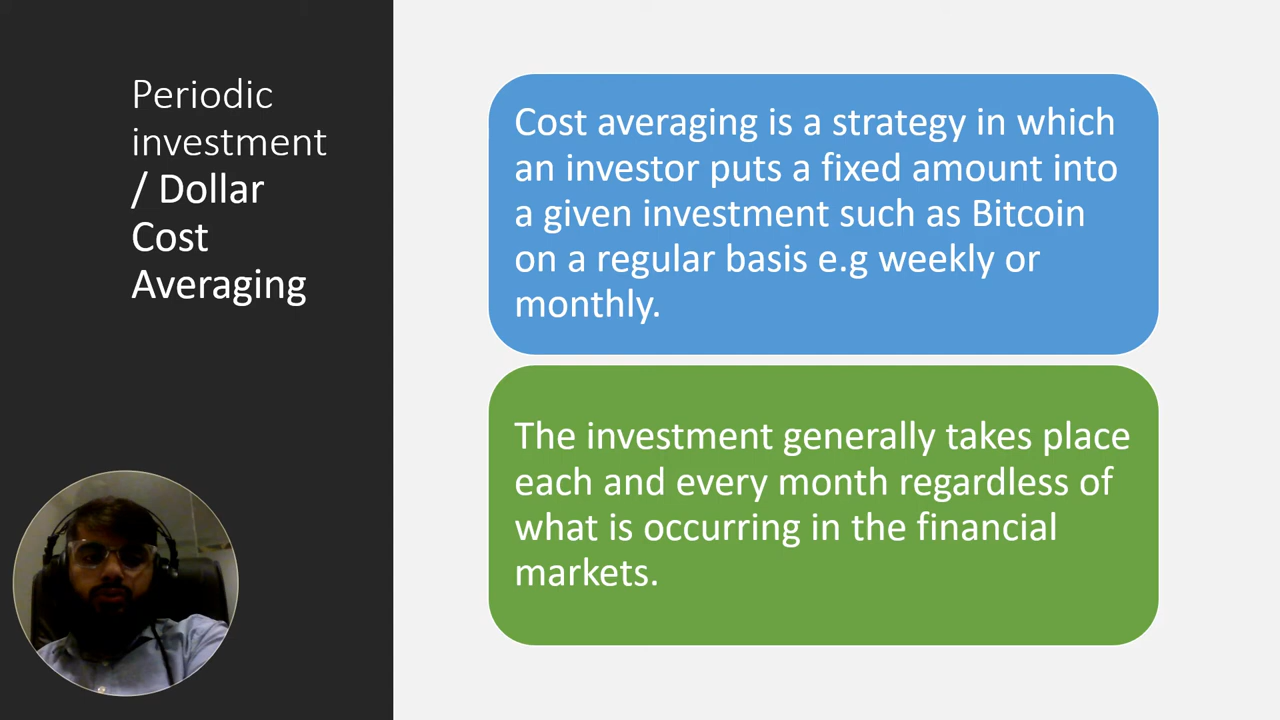 Periodic
investment
/ Dollar
Cost
Averaging
Cost averaging is a strategy in which
an investor puts a fixed amount into
a given investment such as Bitcoin
on a regular basis e.g weekly or
monthly.
The investment generally takes place
each and every month regardless of
what is occurring in the financial
markets.